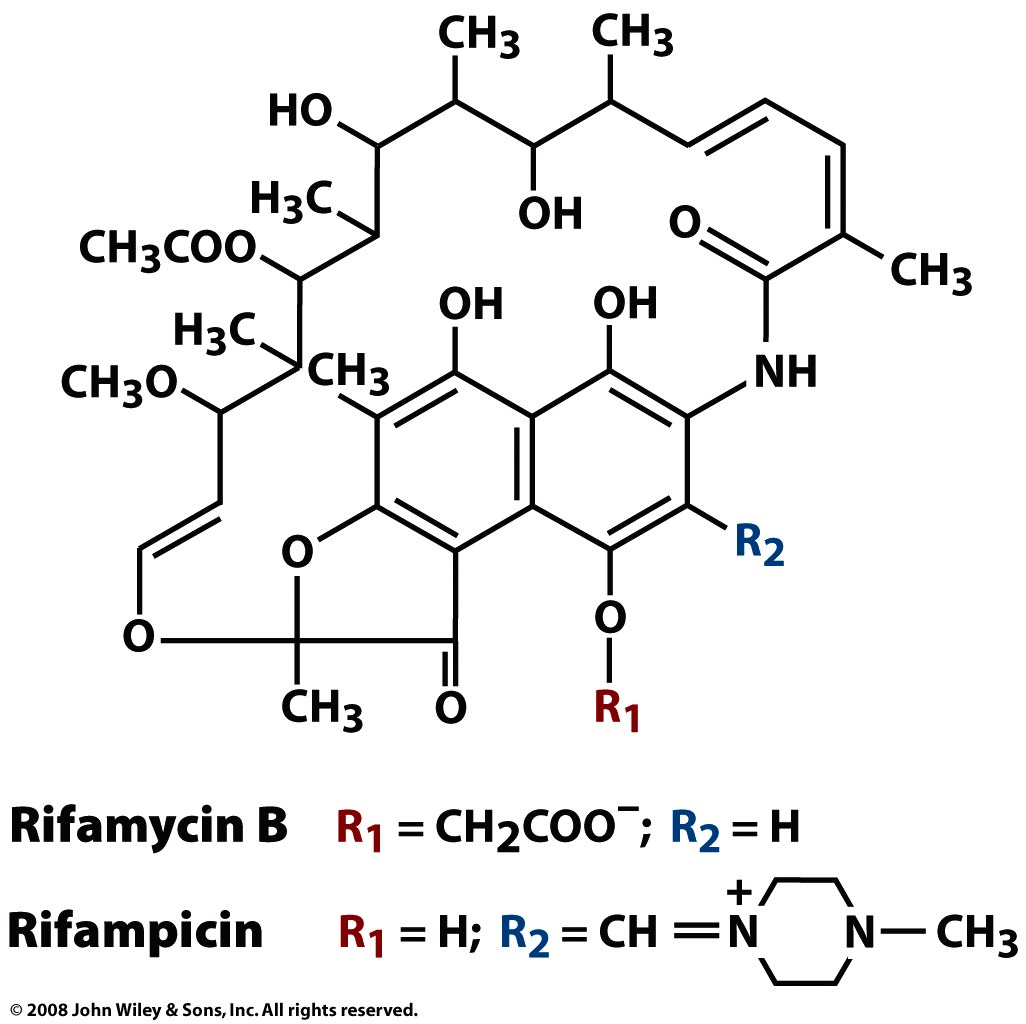 CH3 CH3
HO
H3C OH O
CH3COO CH3
OH OH
H3C
CH3O CH3 NH
O R2
O O
CH3 O R1
Rifamycin B R1 = CH2COO−; R2 = H
Rifampicin R1 = H; R2 = CH=N+ N—CH3
© 2008 John Wiley & Sons, Inc. All rights reserved.